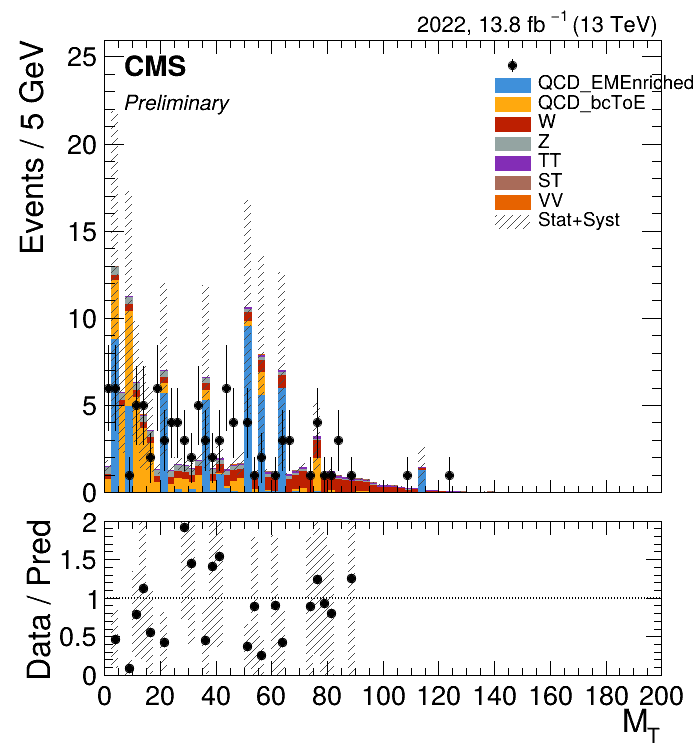 2022, 13.8 fb⁻¹ (13 TeV)
Events / 5 GeV
25
20
15
10
5
0
CMS
Preliminary
QCD_EMEnriched
QCD_bcToE
W
Z
TT
ST
VV
Stat+Syst
Data / Pred
2
1.5
1
0.5
0
0 20 40 60 80 100 120 140 160 180 200
M_T